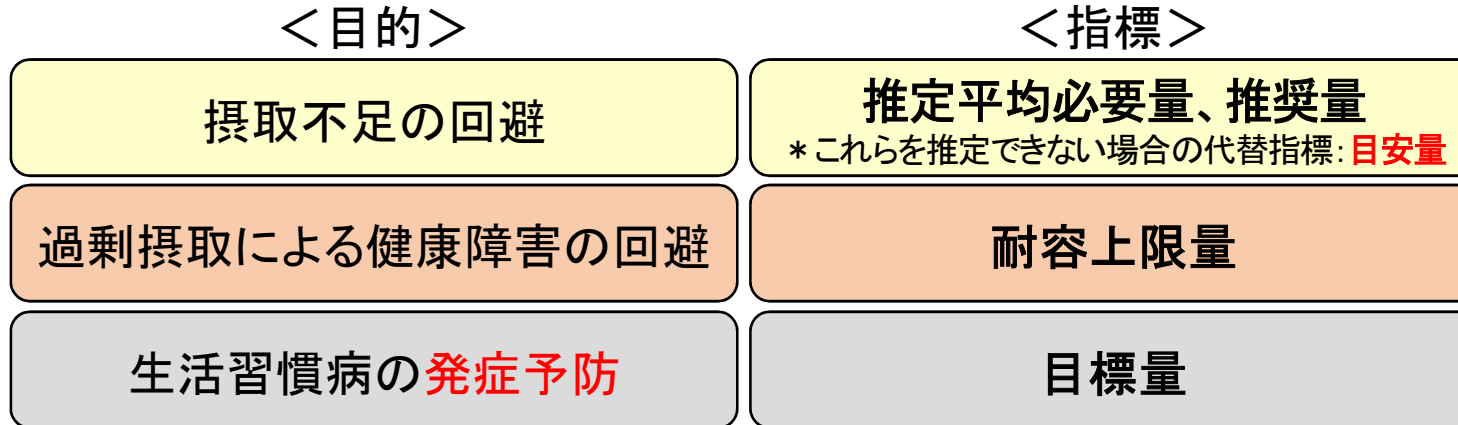 ＜目的＞
＜指標＞
摂取不足の回避
推定平均必要量、推奨量
＊これらを推定できない場合の代替指標：目安量
過剰摂取による健康障害の回避
耐容上限量
生活習慣病の発症予防
目標量